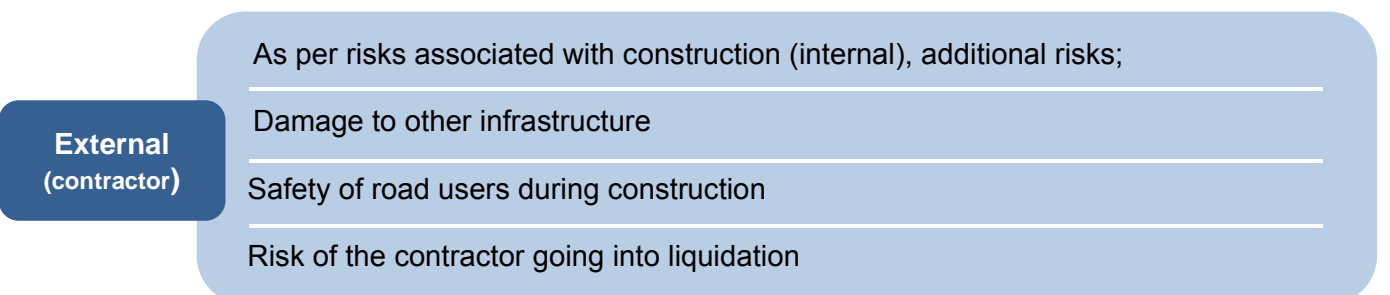 External
(contractor)
As per risks associated with construction (internal), additional risks;
Damage to other infrastructure
Safety of road users during construction
Risk of the contractor going into liquidation